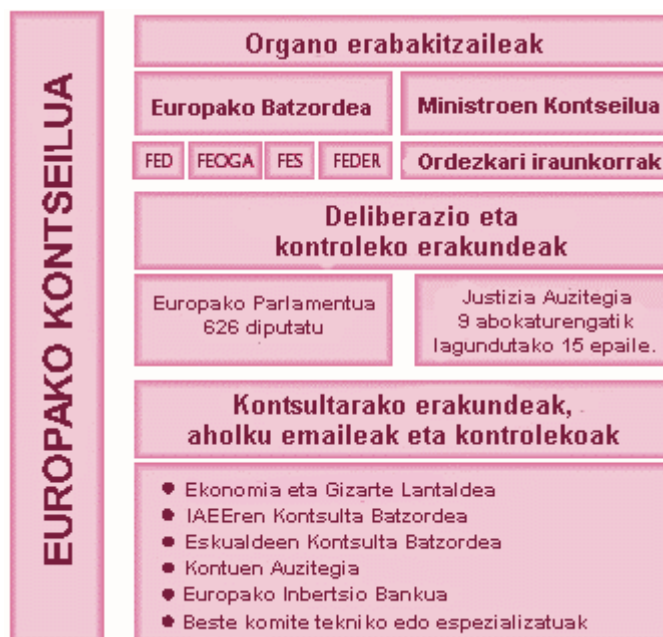 EUROPAKO KONTSEILUA
Organo erabakitzaileak
Europako Batzordea
Ministroen Kontseilua
FED
FEOGA
FES
FEDER
Ordezkari iraunkorrak
Deliberazio eta
kontroleko erakundeak
Europako Parlamentua
626 diputatu
Justizia Auzitegia
9 abokaturengatik
lagundutako 15 epaile.
Kontsultarako erakundeak,
aholku emaileak eta kontrolekoak
● Ekonomia eta Gizarte Lantaldea
● IAEEren Kontsulta Batzordea
● Eskualdeen Kontsulta Batzordea
● Kontuen Auzitegia
● Europako Inbertsio Bankua
● Beste komite tekniko edo espezializatuak